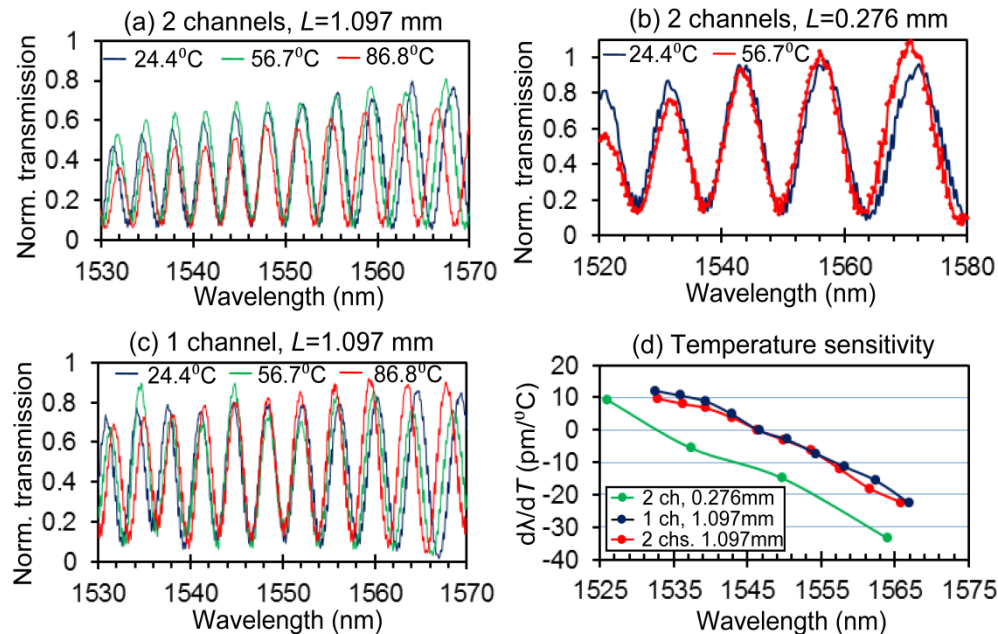 (a) 2 channels, L=1.097 mm
24.4⁰C 56.7⁰C 86.8⁰C
Norm. transmission
1
0.8
0.6
0.4
0.2
0
1530 1540 1550 1560 1570
Wavelength (nm)
(b) 2 channels, L=0.276 mm
24.4⁰C 56.7⁰C
Norm. transmission
1
0.8
0.6
0.4
0.2
0
1520 1540 1560 1580
Wavelength (nm)
(c) 1 channel, L=1.097 mm
24.4⁰C 56.7⁰C 86.8⁰C
Norm. transmission
1
0.8
0.6
0.4
0.2
0
1530 1540 1550 1560 1570
Wavelength (nm)
(d) Temperature sensitivity
dλ/dT (pm/⁰C)
20
10
0
-10
-20
-30
-40
2 ch, 0.276mm
1 ch, 1.097mm
2 chs. 1.097mm
1525 1535 1545 1555 1565 1575
Wavelength (nm)